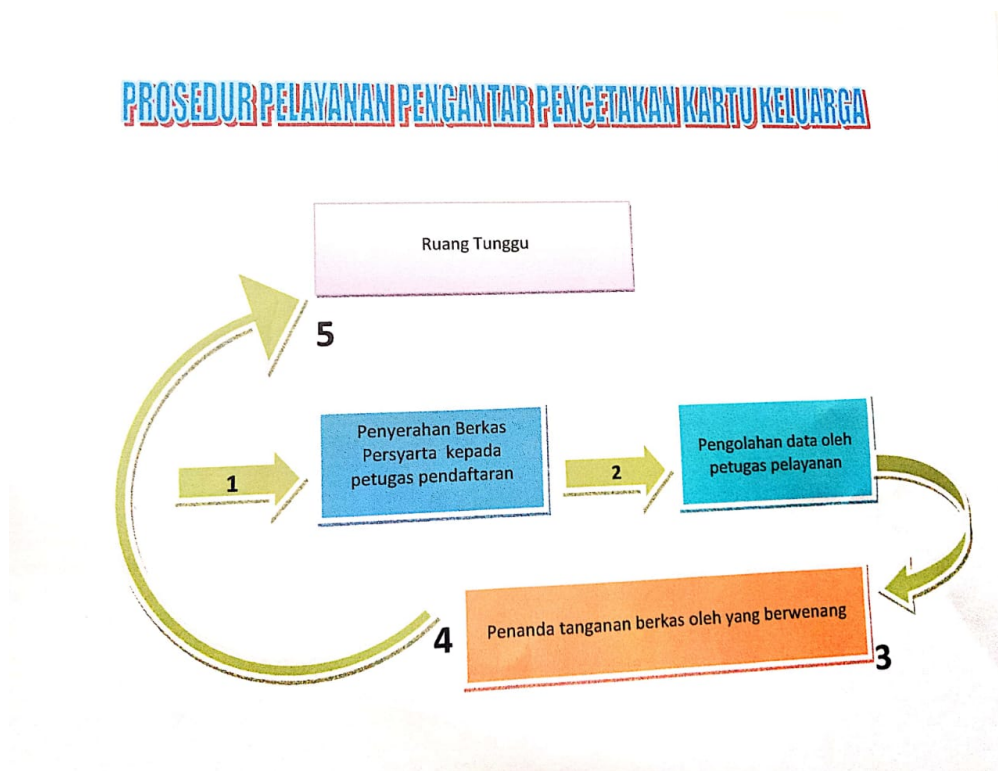 PROSEDUR PELAYANAN PENGANTAR PENCETAKAN KARTU KELUARGA
Ruang Tunggu
5
1
Penyerahan Berkas
Persyarta kepada
petugas pendaftaran
2
Pengolahan data oleh
petugas pelayanan
4
Penanda tanganan berkas oleh yang berwenang
3